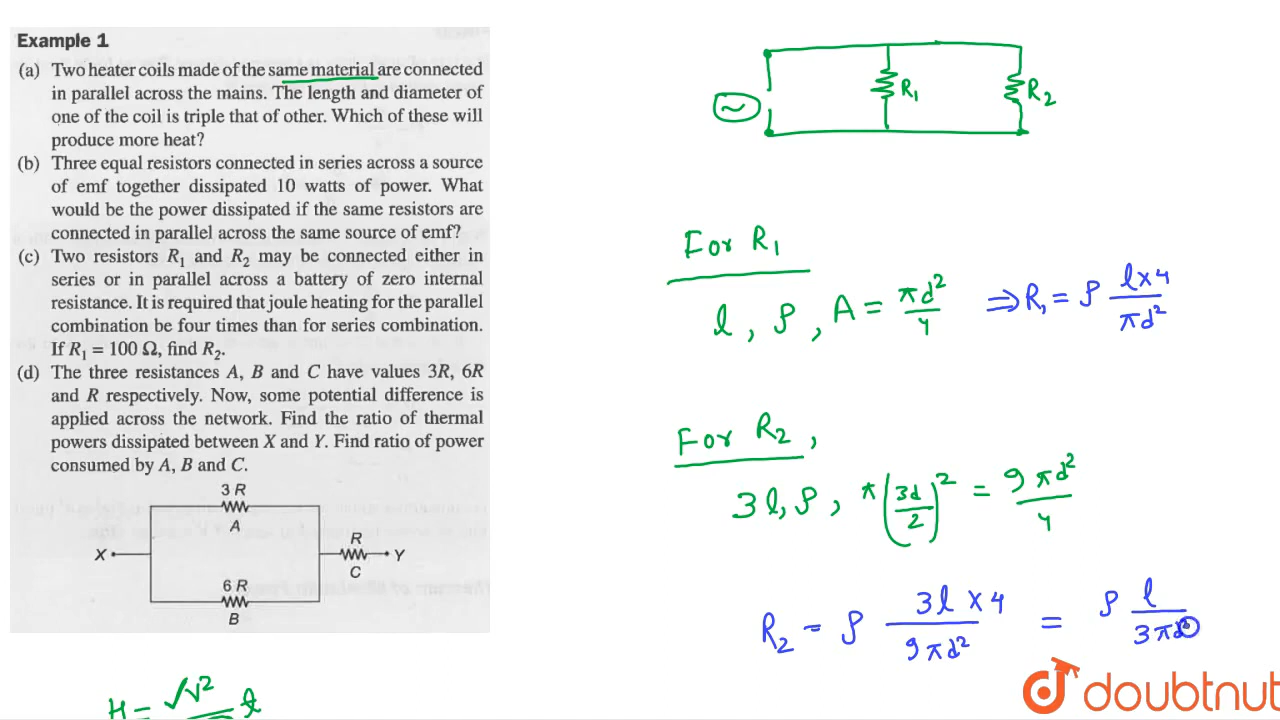 Example 1
(a) Two heater coils made of the same material are connected
in parallel across the mains. The length and diameter of
one of the coil is triple that of other. Which of these will
produce more heat?
(b) Three equal resistors connected in series across a source
of emf together dissipated 10 watts of power. What
would be the power dissipated if the same resistors are
connected in parallel across the same source of emf?
(c) Two resistors R₁ and R₂ may be connected either in
series or in parallel across a battery of zero internal
resistance. It is required that joule heating for the parallel
combination be four times than for series combination.
If R₁ = 100 Ω, find R₂.
(d) The three resistances A, B and C have values 3R, 6R
and R respectively. Now, some potential difference is
applied across the network. Find the ratio of thermal
powers dissipated between X and Y. Find ratio of power
consumed by A, B and C.
3 R
A
X
R
Y
C
6 R
B
~
R₁
R₂
For R₁
l, ρ, A = πd²/4 ⇒ R₁ = ρ l×4/πd²
For R₂,
3l, ρ, π(3d/2)² = 9πd²/4
R₂ = ρ 3l×4/9πd² = ρ l/3πd
H = V² t
doubtnut